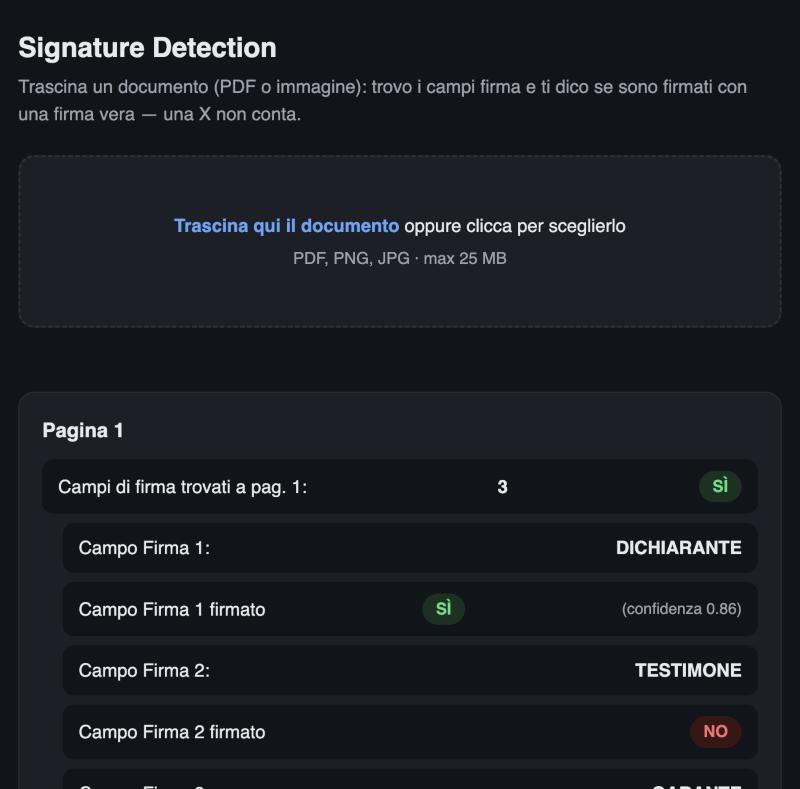 Signature Detection
Trascina un documento (PDF o immagine): trovo i campi firma e ti dico se sono firmati con
una firma vera — una X non conta.
Trascina qui il documento oppure clicca per sceglierlo
PDF, PNG, JPG · max 25 MB
Pagina 1
Campi di firma trovati a pag. 1: 3 SÌ
Campo Firma 1: DICHIARANTE
Campo Firma 1 firmato SÌ (confidenza 0.86)
Campo Firma 2: TESTIMONE
Campo Firma 2 firmato NO